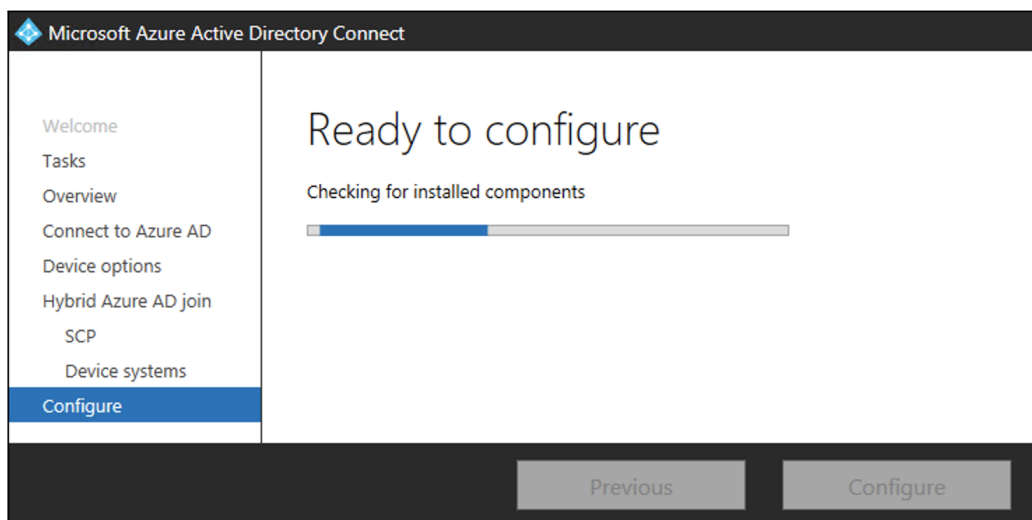 Microsoft Azure Active Directory Connect
Welcome
Tasks
Overview
Connect to Azure AD
Device options
Hybrid Azure AD join
SCP
Device systems
Configure
Ready to configure
Checking for installed components
Previous
Configure